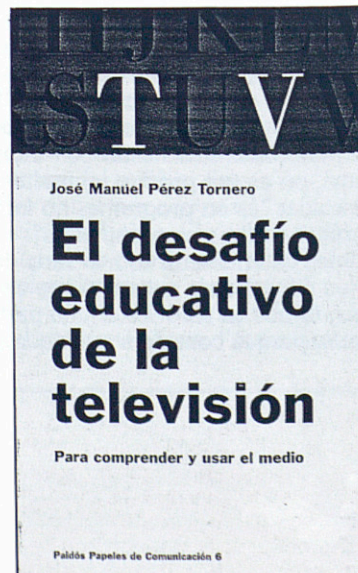 H I J K L M
S T U V W
José Manuel Pérez Tornero
El desafío
educativo
de la
televisión
Para comprender y usar el medio
Paidós Papeles de Comunicación 6